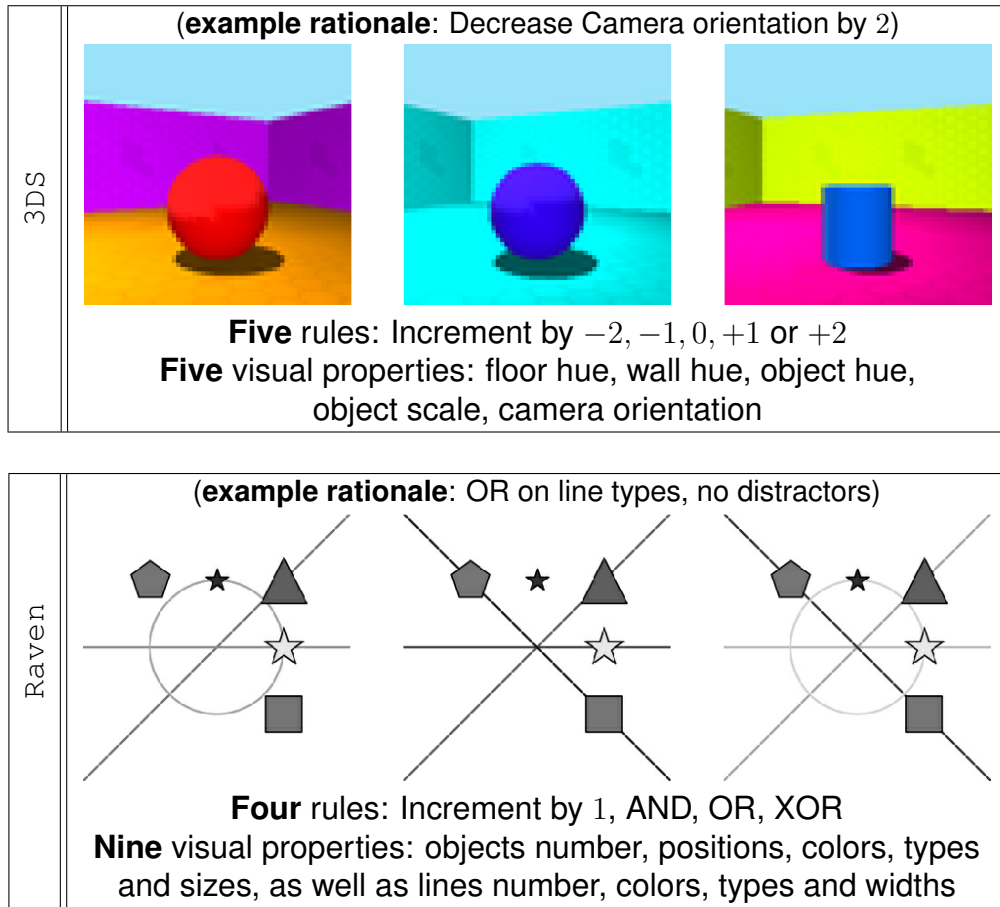 3DS
(example rationale: Decrease Camera orientation by 2)
Five rules: Increment by −2, −1, 0, +1 or +2
Five visual properties: floor hue, wall hue, object hue,
object scale, camera orientation
Raven
(example rationale: OR on line types, no distractors)
Four rules: Increment by 1, AND, OR, XOR
Nine visual properties: objects number, positions, colors, types
and sizes, as well as lines number, colors, types and widths